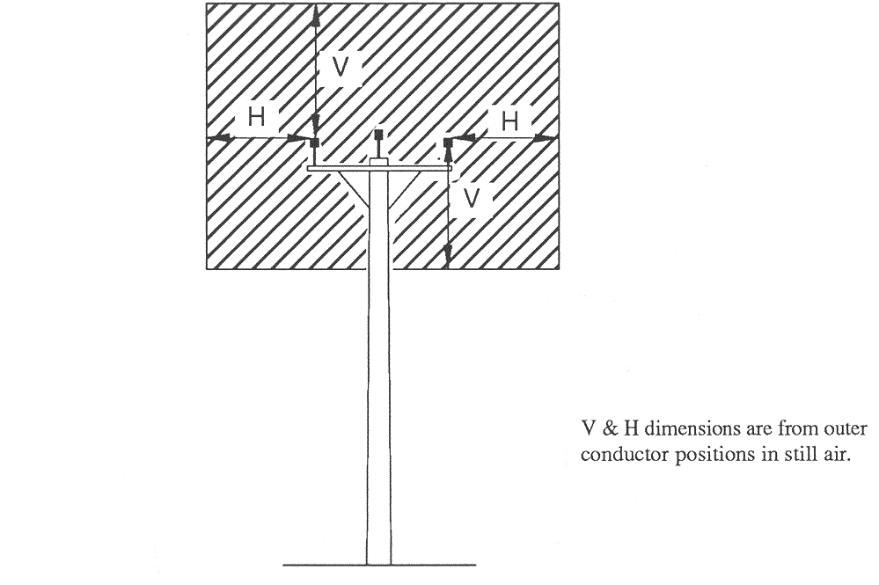 V
H
H
V
V & H dimensions are from outer
conductor positions in still air.